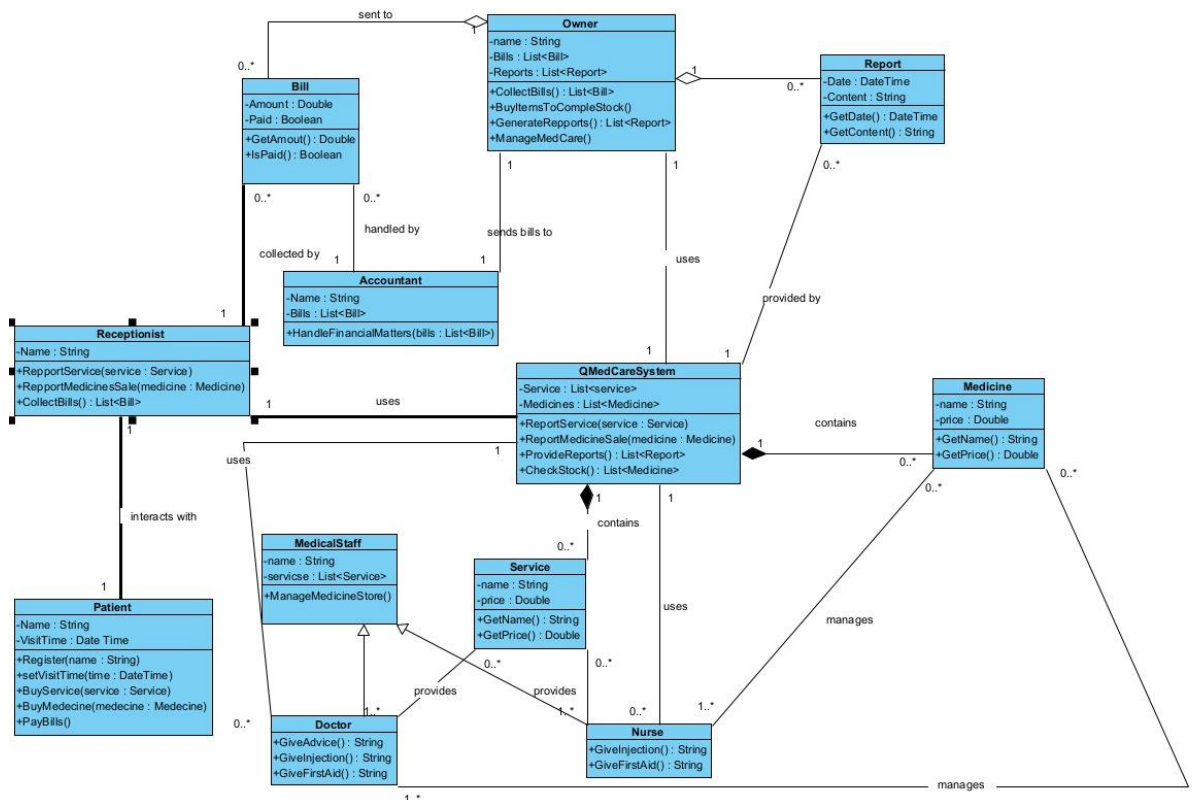 sent to
1
0..*
Owner
-name : String
-Bills : List<Bill>
-Reports : List<Report>
+CollectBills() : List<Bill>
+BuyItemsToCompleStock()
+GenerateRepports() : List<Report>
+ManageMedCare()
1
0..*
Report
-Date : DateTime
-Content : String
+GetDate() : DateTime
+GetContent() : String
Bill
-Amount : Double
-Paid : Boolean
+GetAmout() : Double
+IsPaid() : Boolean
1
1
0..*
0..*
0..*
handled by
sends bills to
collected by
uses
1
1
Accountant
-Name : String
-Bills : List<Bill>
+HandleFinancialMatters(bills : List<Bill>)
provided by
1
Receptionist
-Name : String
+RepportService(service : Service)
+RepportMedicinesSale(medicine : Medicine)
+CollectBills() : List<Bill>
1
1
QMedCareSystem
-Service : List<service>
-Medicines : List<Medicine>
+ReportService(service : Service)
+ReportMedicineSale(medicine : Medicine)
+ProvideReports() : List<Report>
+CheckStock() : List<Medicine>
Medicine
-name : String
-price : Double
+GetName() : String
+GetPrice() : Double
uses
1
contains
1
1
0..*
uses
1
0..*
0..*
1
1
interacts with
contains
MedicalStaff
-name : String
-servicse : List<Service>
+ManageMedicineStore()
0..*
Service
-name : String
-price : Double
+GetName() : String
+GetPrice() : Double
1
Patient
-Name : String
-VisitTime : Date Time
+Register(name : String)
+setVisitTime(time : DateTime)
+BuyService(service : Service)
+BuyMedecine(medecine : Medecine)
+PayBills()
uses
manages
0..*
0..*
provides
provides
0..*
1..*
1..*
0..*
1..*
Doctor
+GiveAdvice() : String
+GiveInjection() : String
+GiveFirstAid() : String
Nurse
+GiveInjection() : String
+GiveFirstAid() : String
manages
1..*